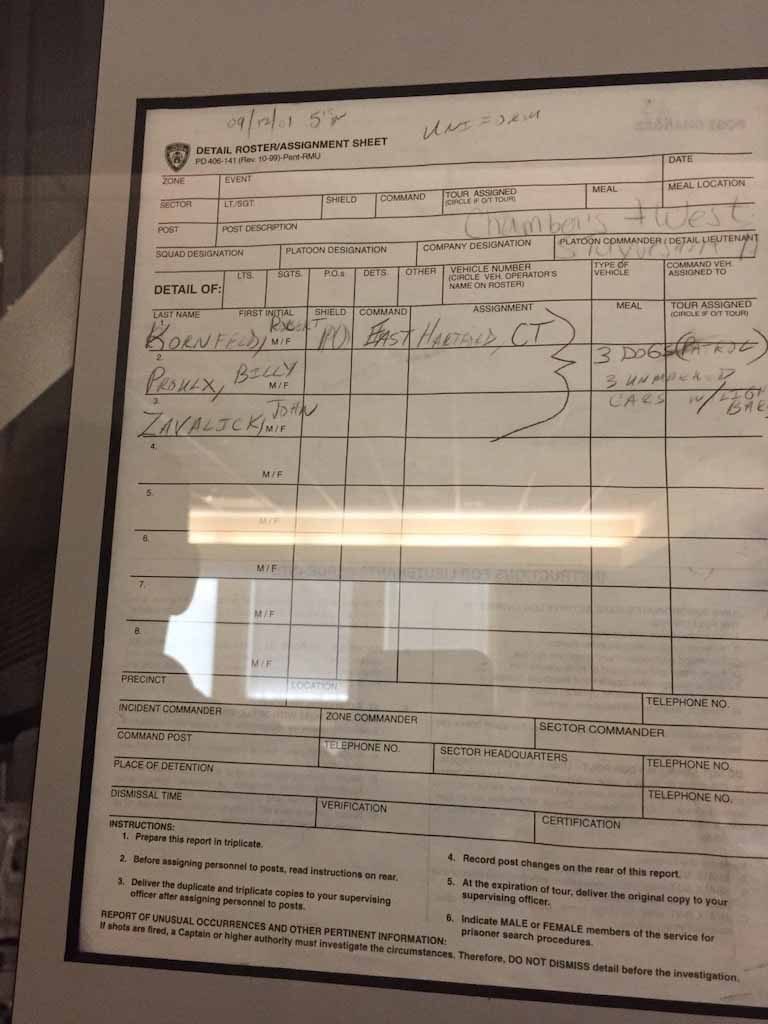 09/12/01
UNIFORM
DETAIL ROSTER/ASSIGNMENT SHEET
PD 406-141 (Rev. 10-99)-Pent-RMU
DATE
ZONE EVENT
MEAL LOCATION
SECTOR LT./SGT. SHIELD COMMAND TOUR ASSIGNED MEAL
(CIRCLE IF O/T TOUR)
POST POST DESCRIPTION Chambers + West
SQUAD DESIGNATION PLATOON DESIGNATION COMPANY DESIGNATION PLATOON COMMANDER / DETAIL LIEUTENANT
DETAIL OF: LTS. SGTS. P.O.s DETS. OTHER VEHICLE NUMBER TYPE OF COMMAND VEH.
(CIRCLE VEH. OPERATOR'S VEHICLE ASSIGNED TO
NAME ON ROSTER)
LAST NAME FIRST INITIAL SHIELD COMMAND ASSIGNMENT MEAL TOUR ASSIGNED
(CIRCLE IF O/T TOUR)
KORNFELD, ROBERT M/F PO EAST HARTFORD, CT
2. 3 DOGS (PATROL)
PROULX, BILLY M/F 3 UNMARKED
3. CARS w/LIGHT
BARS
ZAVALICK, JOHN M/F
4.
M/F
5.
M/F
6.
M/F
7.
M/F
8.
M/F
PRECINCT LOCATION TELEPHONE NO.
INCIDENT COMMANDER ZONE COMMANDER SECTOR COMMANDER
COMMAND POST TELEPHONE NO. SECTOR HEADQUARTERS TELEPHONE NO.
PLACE OF DETENTION TELEPHONE NO.
DISMISSAL TIME VERIFICATION CERTIFICATION
INSTRUCTIONS:
1. Prepare this report in triplicate.
2. Before assigning personnel to posts, read instructions on rear.
3. Deliver the duplicate and triplicate copies to your supervising
officer after assigning personnel to posts.
4. Record post changes on the rear of this report.
5. At the expiration of tour, deliver the original copy to your
supervising officer.
6. Indicate MALE or FEMALE members of the service for
prisoner search procedures.
REPORT OF UNUSUAL OCCURRENCES AND OTHER PERTINENT INFORMATION:
If shots are fired, a Captain or higher authority must investigate the circumstances. Therefore, DO NOT DISMISS detail before the investigation.